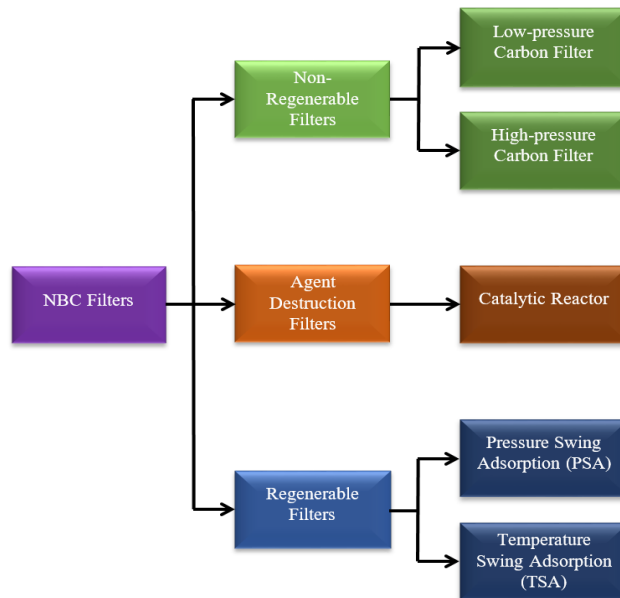 Low-pressure
Carbon Filter
Non-
Regenerable
Filters
High-pressure
Carbon Filter
NBC Filters
Agent
Destruction
Filters
Catalytic Reactor
Pressure Swing
Adsorption (PSA)
Regenerable
Filters
Temperature
Swing Adsorption
(TSA)